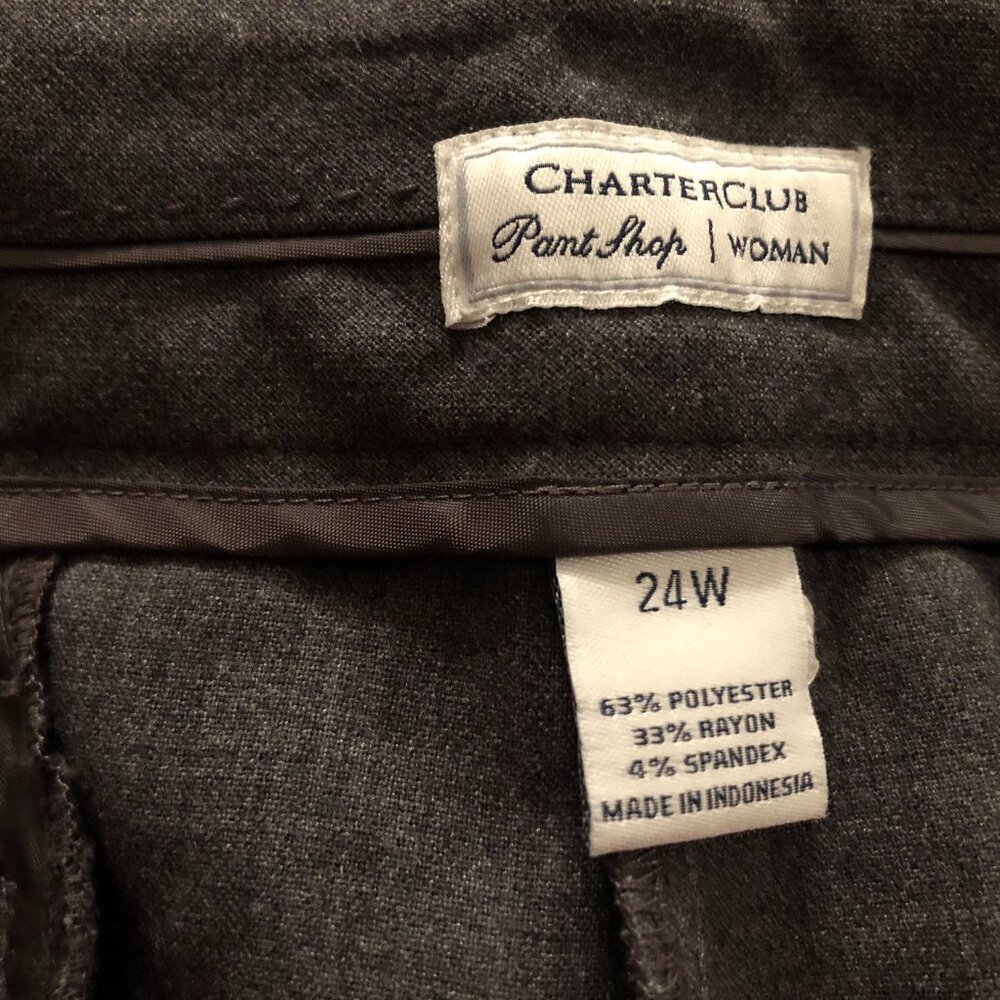 CHARTERCLUB
Pant Shop | WOMAN
24W
63% POLYESTER
33% RAYON
4% SPANDEX
MADE IN INDONESIA